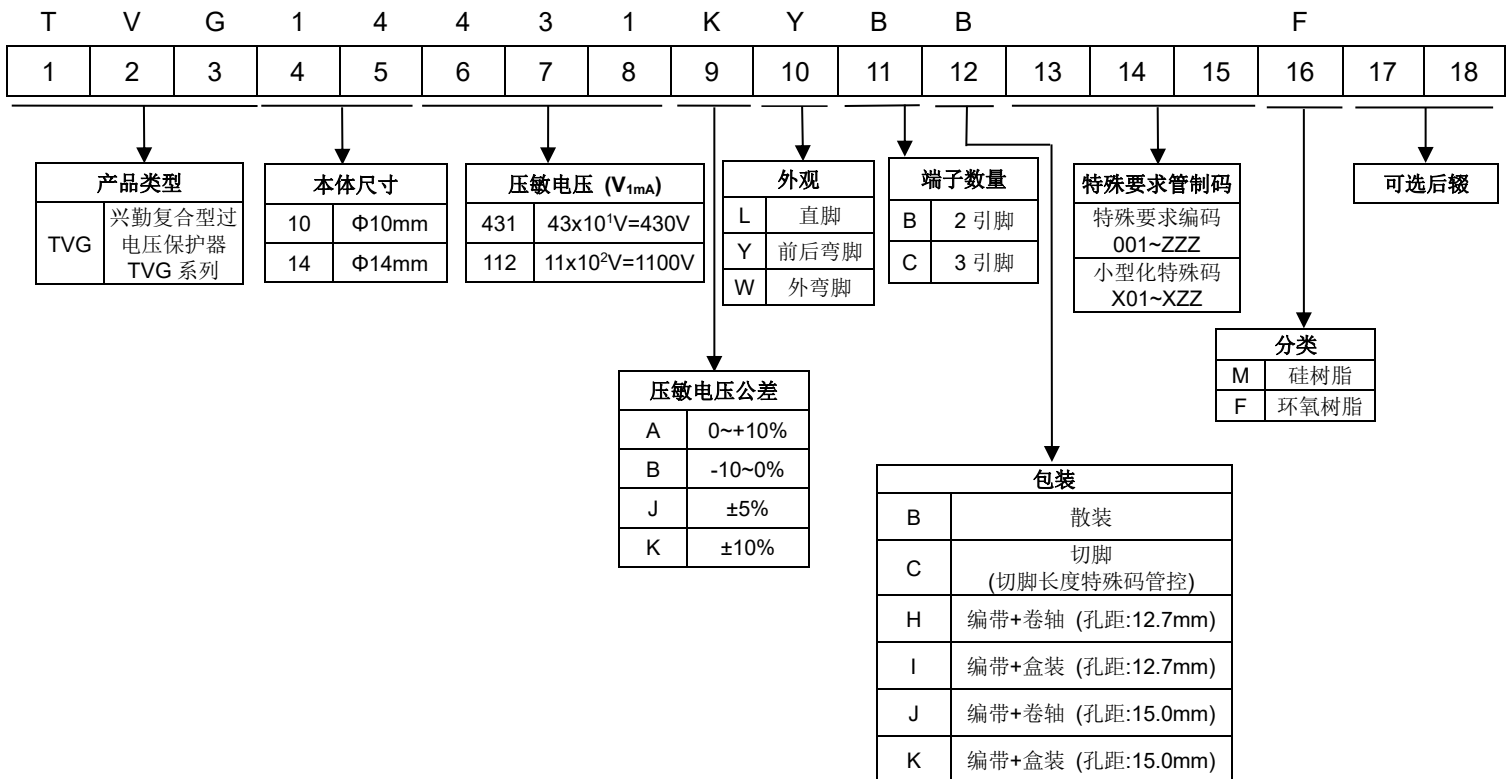 T V G 1 4 4 3 1 K Y B B F
1 2 3 4 5 6 7 8 9 10 11 12 13 14 15 16 17 18
产品类型
TVG 兴勤复合型过
电压保护器
TVG 系列
本体尺寸
10 Φ10mm
14 Φ14mm
压敏电压 (V1mA)
431 43x10¹V=430V
112 11x10²V=1100V
外观
L 直脚
Y 前后弯脚
W 外弯脚
端子数量
B 2 引脚
C 3 引脚
特殊要求管制码
特殊要求编码
001~ZZZ
小型化特殊码
X01~XZZ
可选后辍
分类
M 硅树脂
F 环氧树脂
压敏电压公差
A 0~+10%
B -10~0%
J ±5%
K ±10%
包装
B 散装
C 切脚
(切脚长度特殊码管控)
H 编带+卷轴 (孔距:12.7mm)
I 编带+盒装 (孔距:12.7mm)
J 编带+卷轴 (孔距:15.0mm)
K 编带+盒装 (孔距:15.0mm)